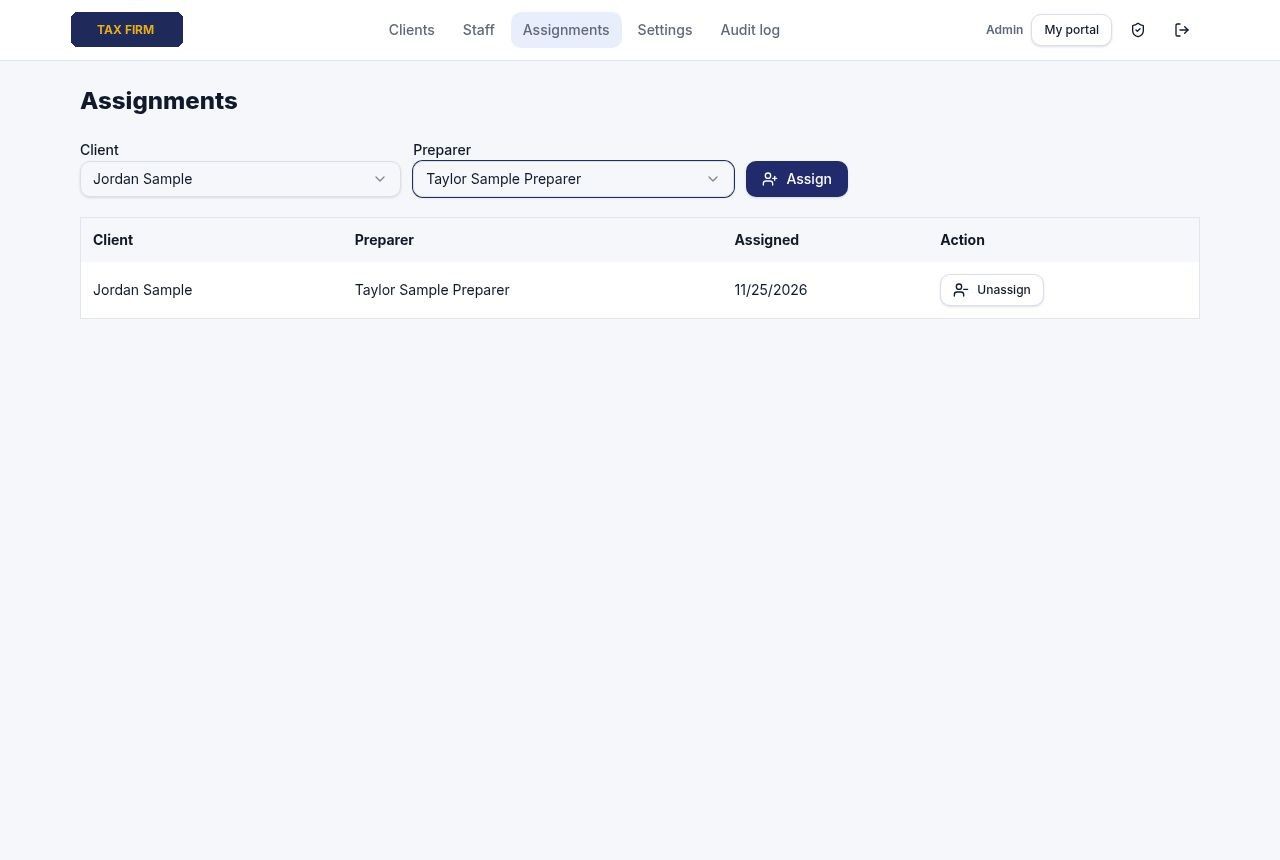 TAX FIRM
Clients Staff Assignments Settings Audit log Admin My portal
Assignments
Client Preparer
Jordan Sample Taylor Sample Preparer Assign
Client Preparer Assigned Action
Jordan Sample Taylor Sample Preparer 11/25/2026 Unassign